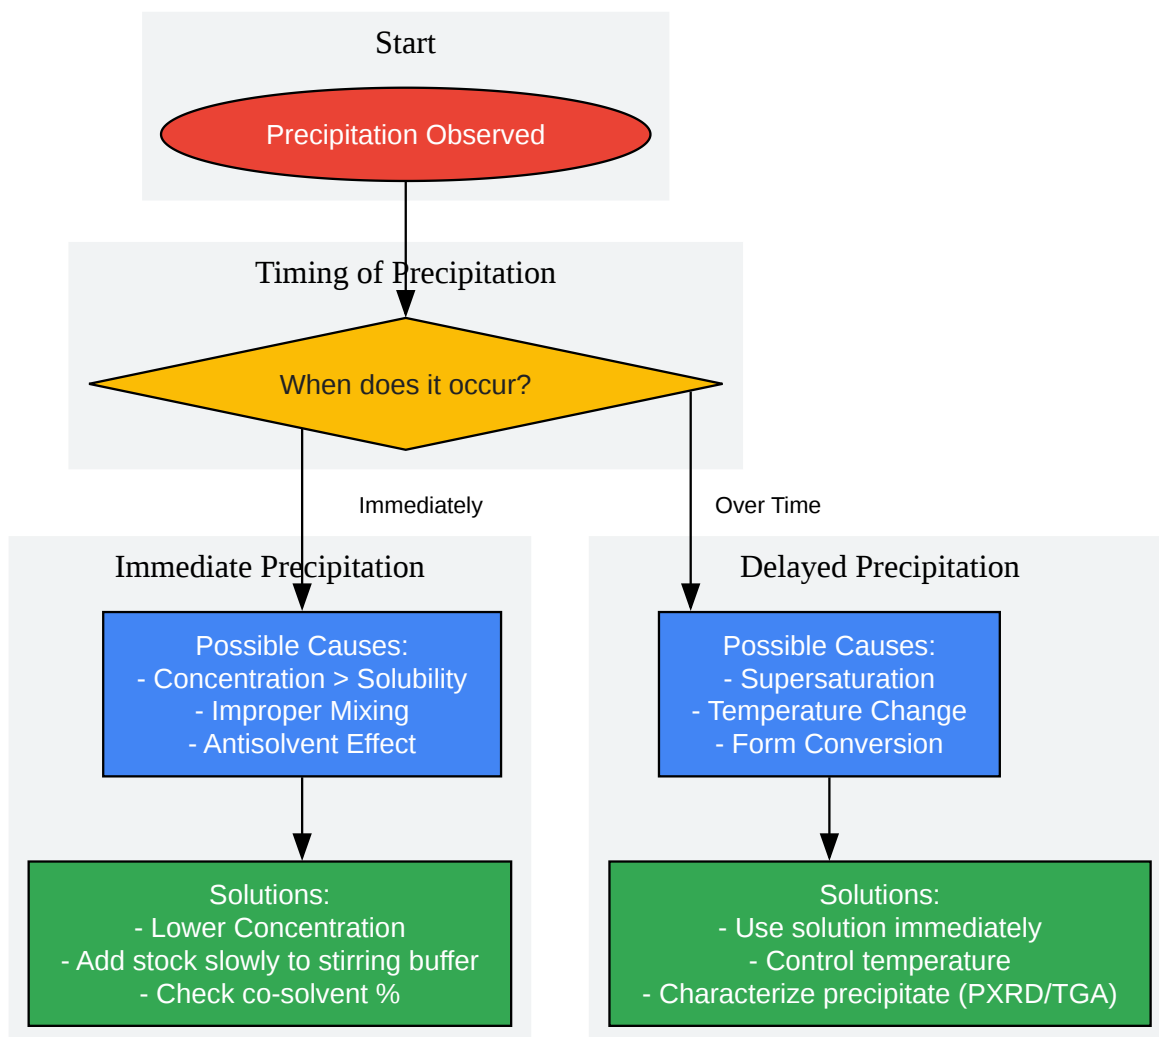 Start
Precipitation Observed
Timing of Precipitation
When does it occur?
Immediately
Over Time
Immediate Precipitation
Possible Causes:
- Concentration > Solubility
- Improper Mixing
- Antisolvent Effect
Solutions:
- Lower Concentration
- Add stock slowly to stirring buffer
- Check co-solvent %
Delayed Precipitation
Possible Causes:
- Supersaturation
- Temperature Change
- Form Conversion
Solutions:
- Use solution immediately
- Control temperature
- Characterize precipitate (PXRD/TGA)